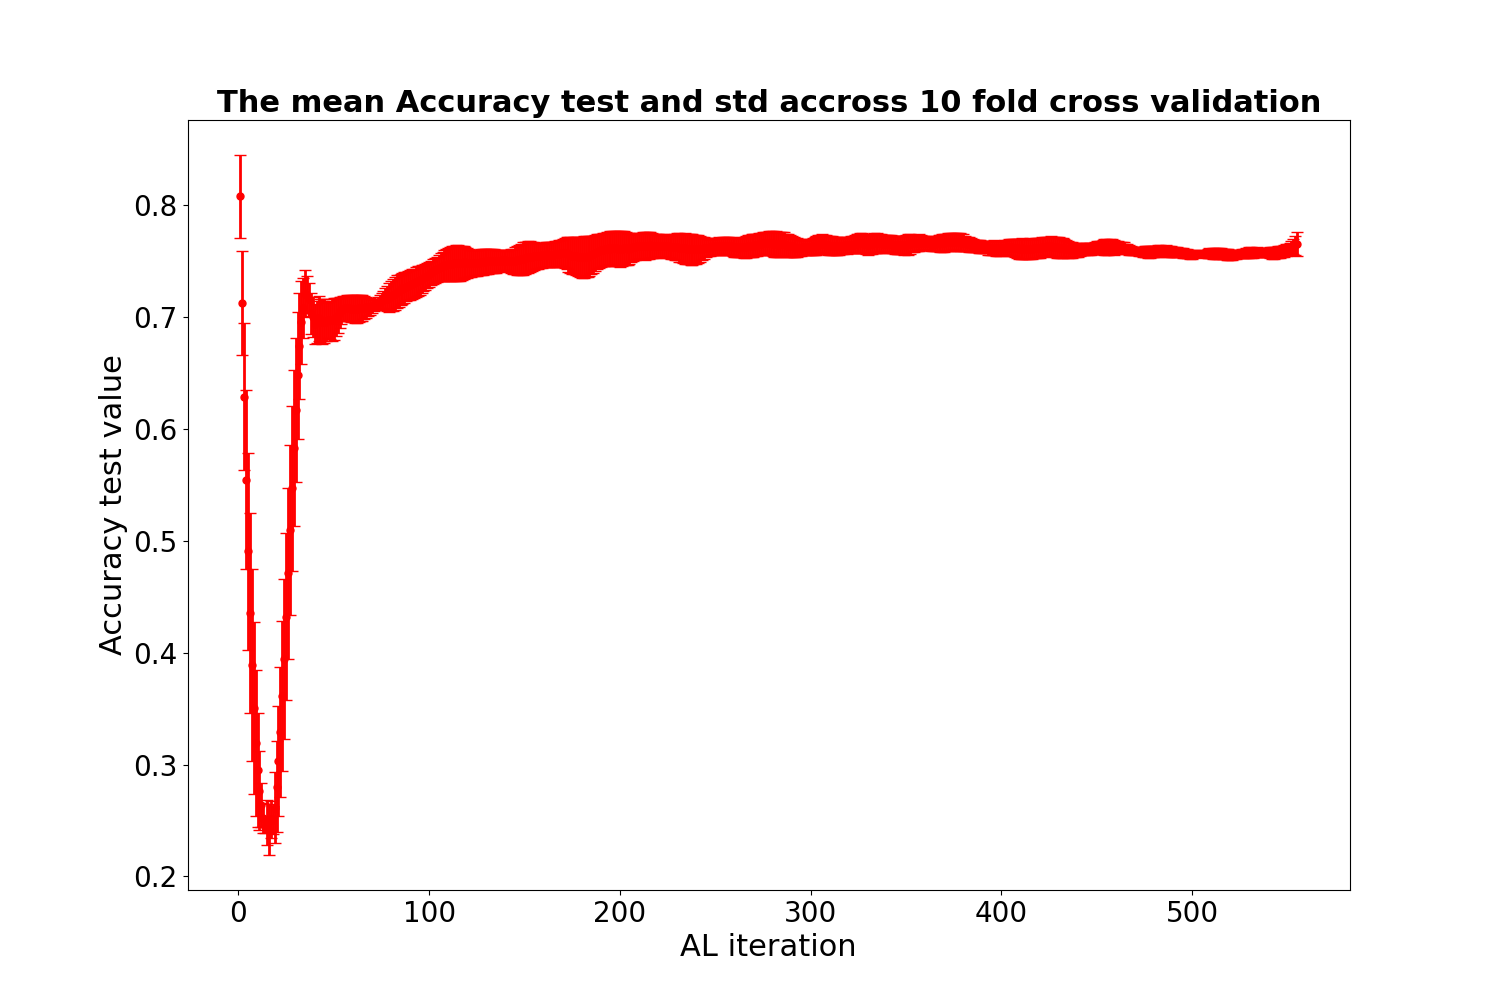 The mean Accuracy test and std accross 10 fold cross validation
0.8
0.7
0.6
0.5
0.4
0.3
0.2
Accuracy test value
0 100 200 300 400 500
AL iteration